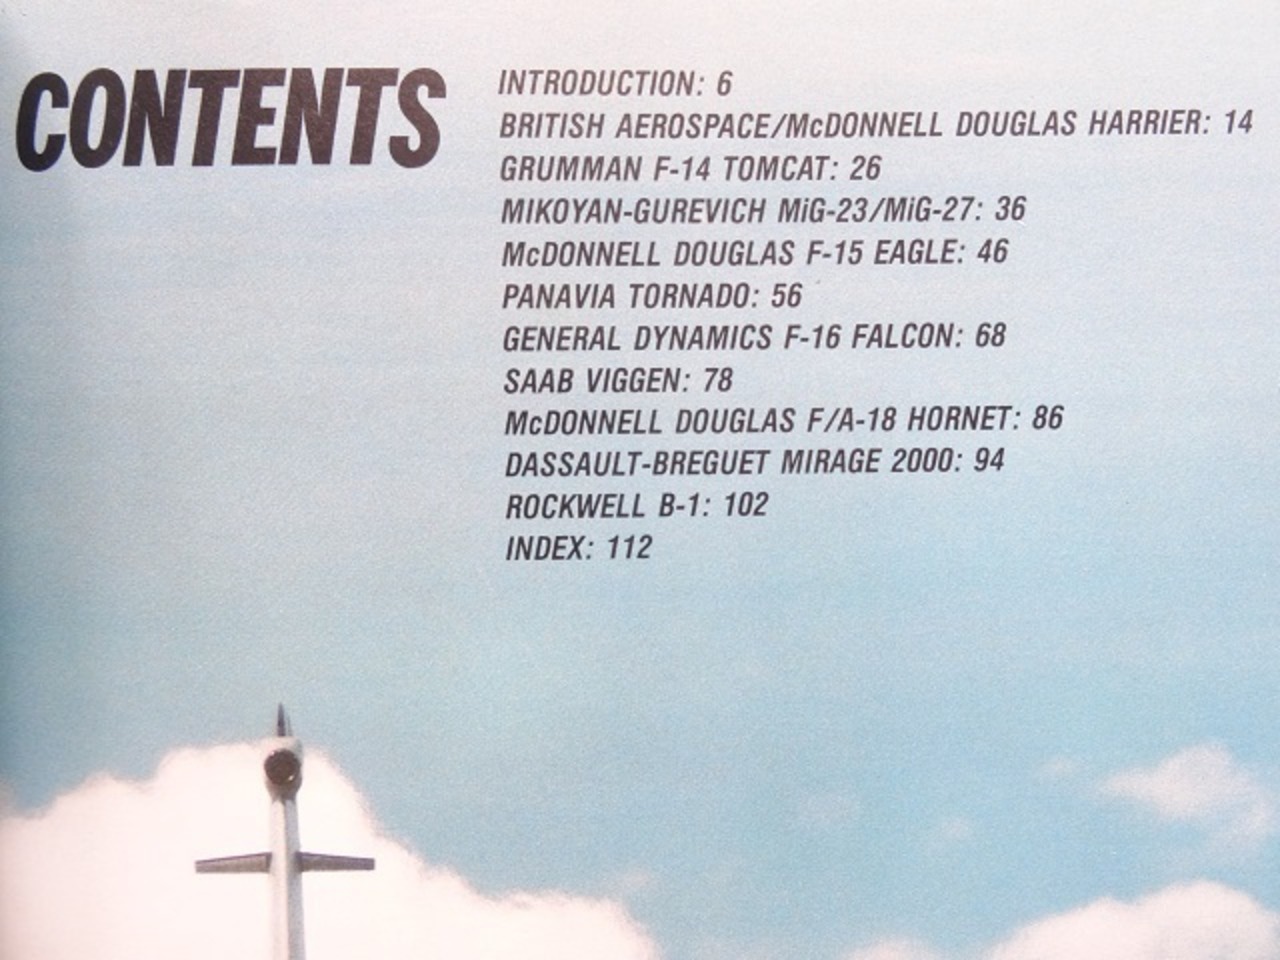 CONTENTS
INTRODUCTION: 6
BRITISH AEROSPACE/McDONNELL DOUGLAS HARRIER: 14
GRUMMAN F-14 TOMCAT: 26
MIKOYAN-GUREVICH MiG-23/MiG-27: 36
McDONNELL DOUGLAS F-15 EAGLE: 46
PANAVIA TORNADO: 56
GENERAL DYNAMICS F-16 FALCON: 68
SAAB VIGGEN: 78
McDONNELL DOUGLAS F/A-18 HORNET: 86
DASSAULT-BREGUET MIRAGE 2000: 94
ROCKWELL B-1: 102
INDEX: 112